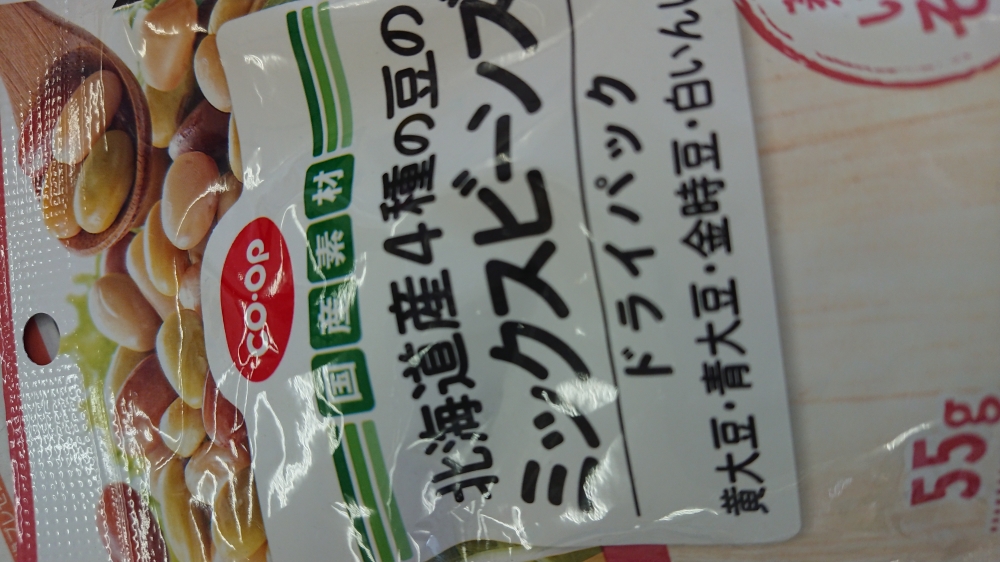 co·op
国産素材
北海道産4種の豆の
ミックスビーンズ
ドライパック
黄大豆・青大豆・金時豆・白いんげ
55g